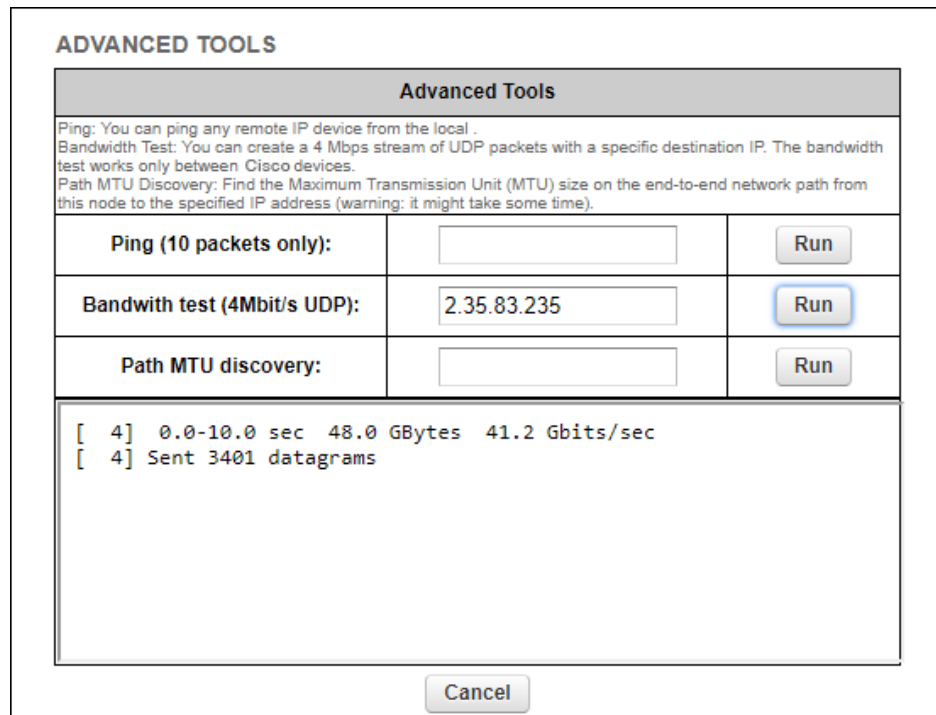 ADVANCED TOOLS
Advanced Tools
Ping: You can ping any remote IP device from the local .
Bandwidth Test: You can create a 4 Mbps stream of UDP packets with a specific destination IP. The bandwidth
test works only between Cisco devices.
Path MTU Discovery: Find the Maximum Transmission Unit (MTU) size on the end-to-end network path from
this node to the specified IP address (warning: it might take some time).
Ping (10 packets only): Run
Bandwith test (4Mbit/s UDP): 2.35.83.235 Run
Path MTU discovery: Run
[  4]  0.0-10.0 sec  48.0 GBytes  41.2 Gbits/sec
[  4] Sent 3401 datagrams
Cancel